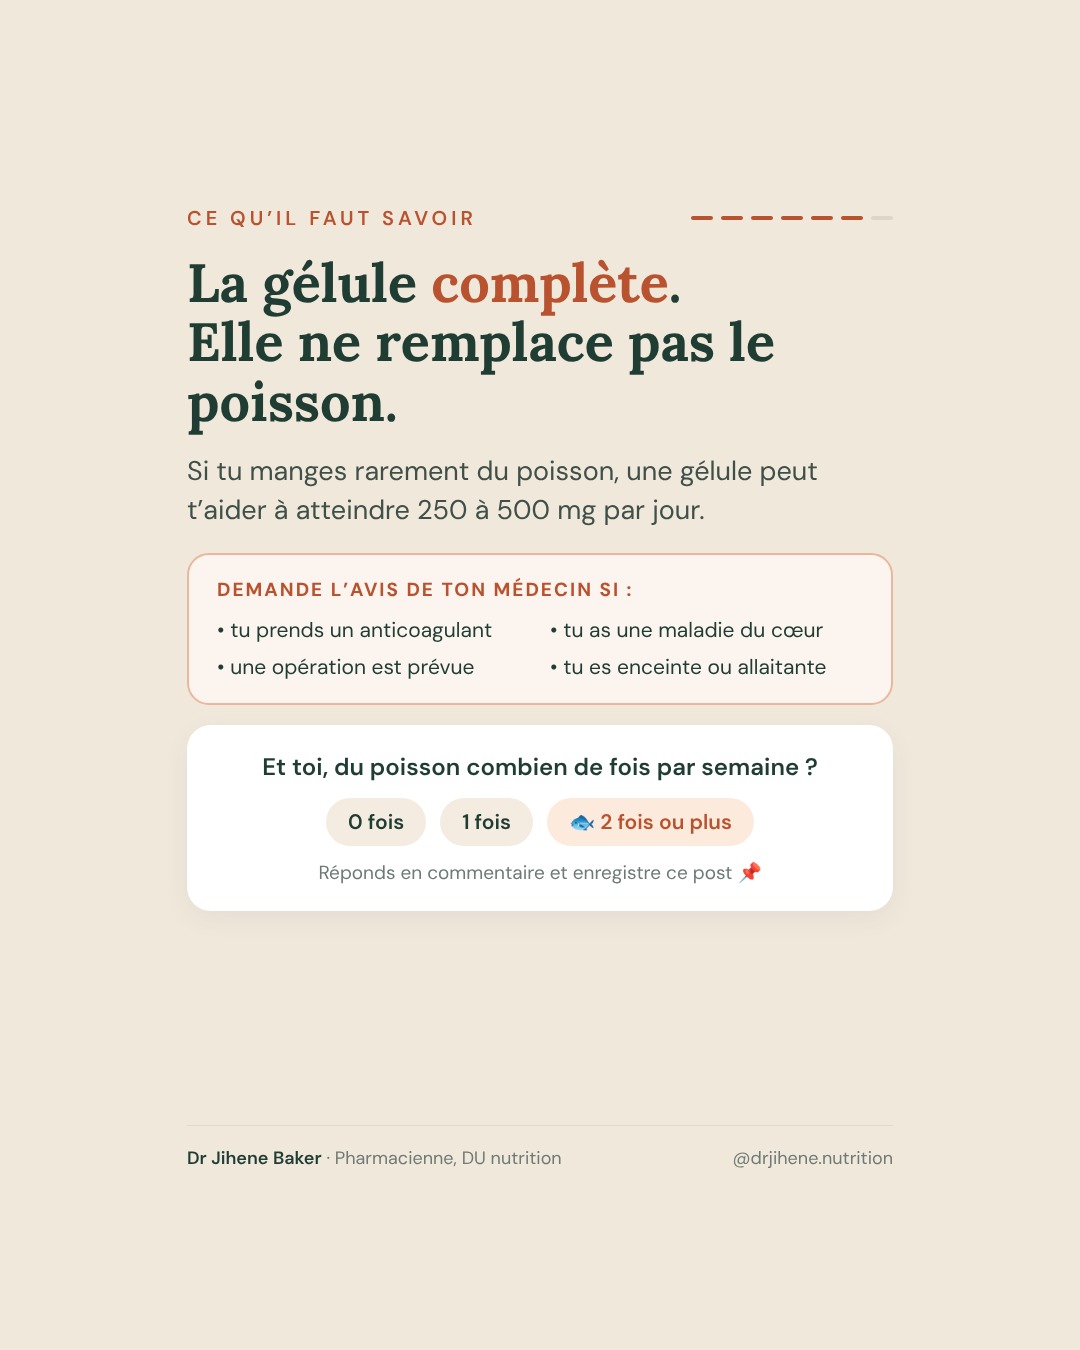 CE QU’IL FAUT SAVOIR
La gélule complète.
Elle ne remplace pas le
poisson.
Si tu manges rarement du poisson, une gélule peut
t’aider à atteindre 250 à 500 mg par jour.
DEMANDE L’AVIS DE TON MÉDECIN SI :
• tu prends un anticoagulant
• tu as une maladie du cœur
• une opération est prévue
• tu es enceinte ou allaitante
Et toi, du poisson combien de fois par semaine ?
0 fois
1 fois
🐟 2 fois ou plus
Réponds en commentaire et enregistre ce post 📌
Dr Jihene Baker · Pharmacienne, DU nutrition
@drjihene.nutrition